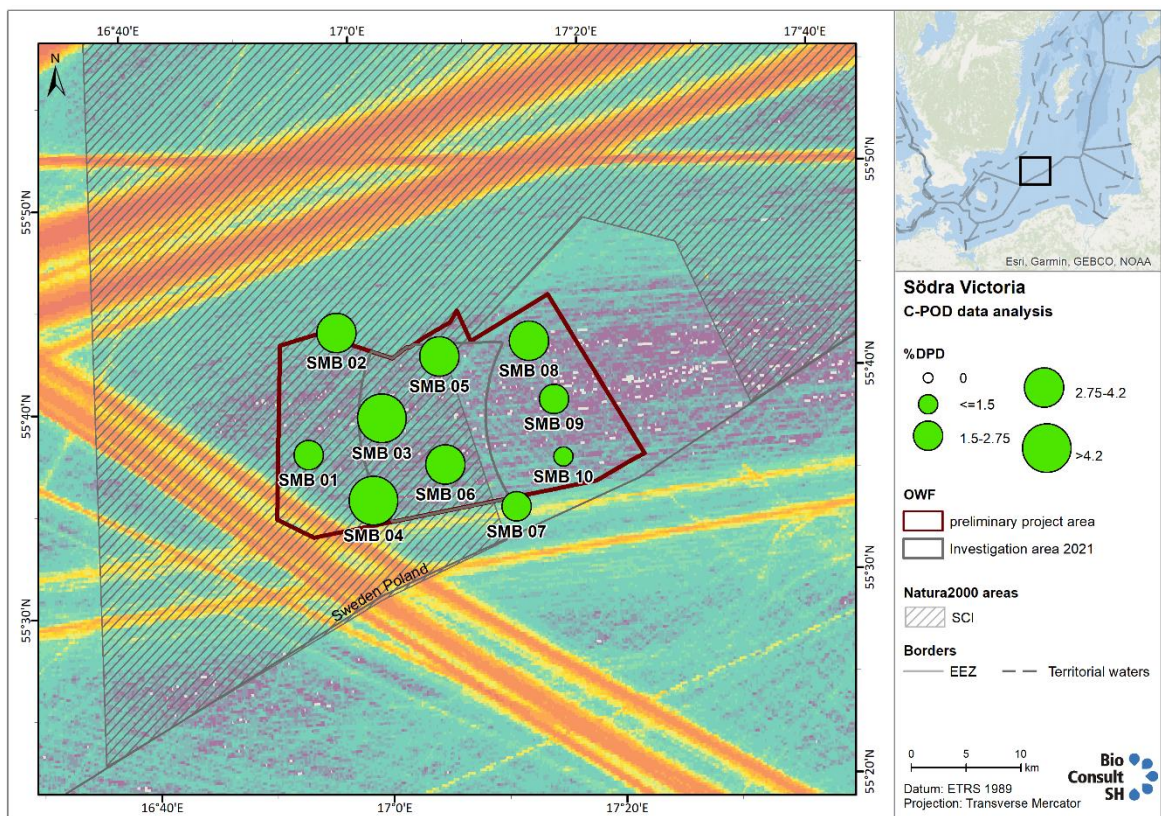 16°40'E
17°0'E
17°20'E
17°40'E
N
55°50'N
55°50'N
SMB 02
SMB 08
SMB 05
55°40'N
55°40'N
SMB 09
SMB 03
SMB 01
SMB 10
SMB 06
SMB 07
SMB 04
55°30'N
Sweden Poland
55°30'N
55°20'N
16°40'E
17°0'E
17°20'E
Esri, Garmin, GEBCO, NOAA
Södra Victoria
C-POD data analysis
%DPD
0
<=1.5
1.5-2.75
2.75-4.2
>4.2
OWF
preliminary project area
Investigation area 2021
Natura2000 areas
SCI
Borders
EEZ
Territorial waters
0 5 10
km
Datum: ETRS 1989
Projection: Transverse Mercator
Bio
Consult
SH